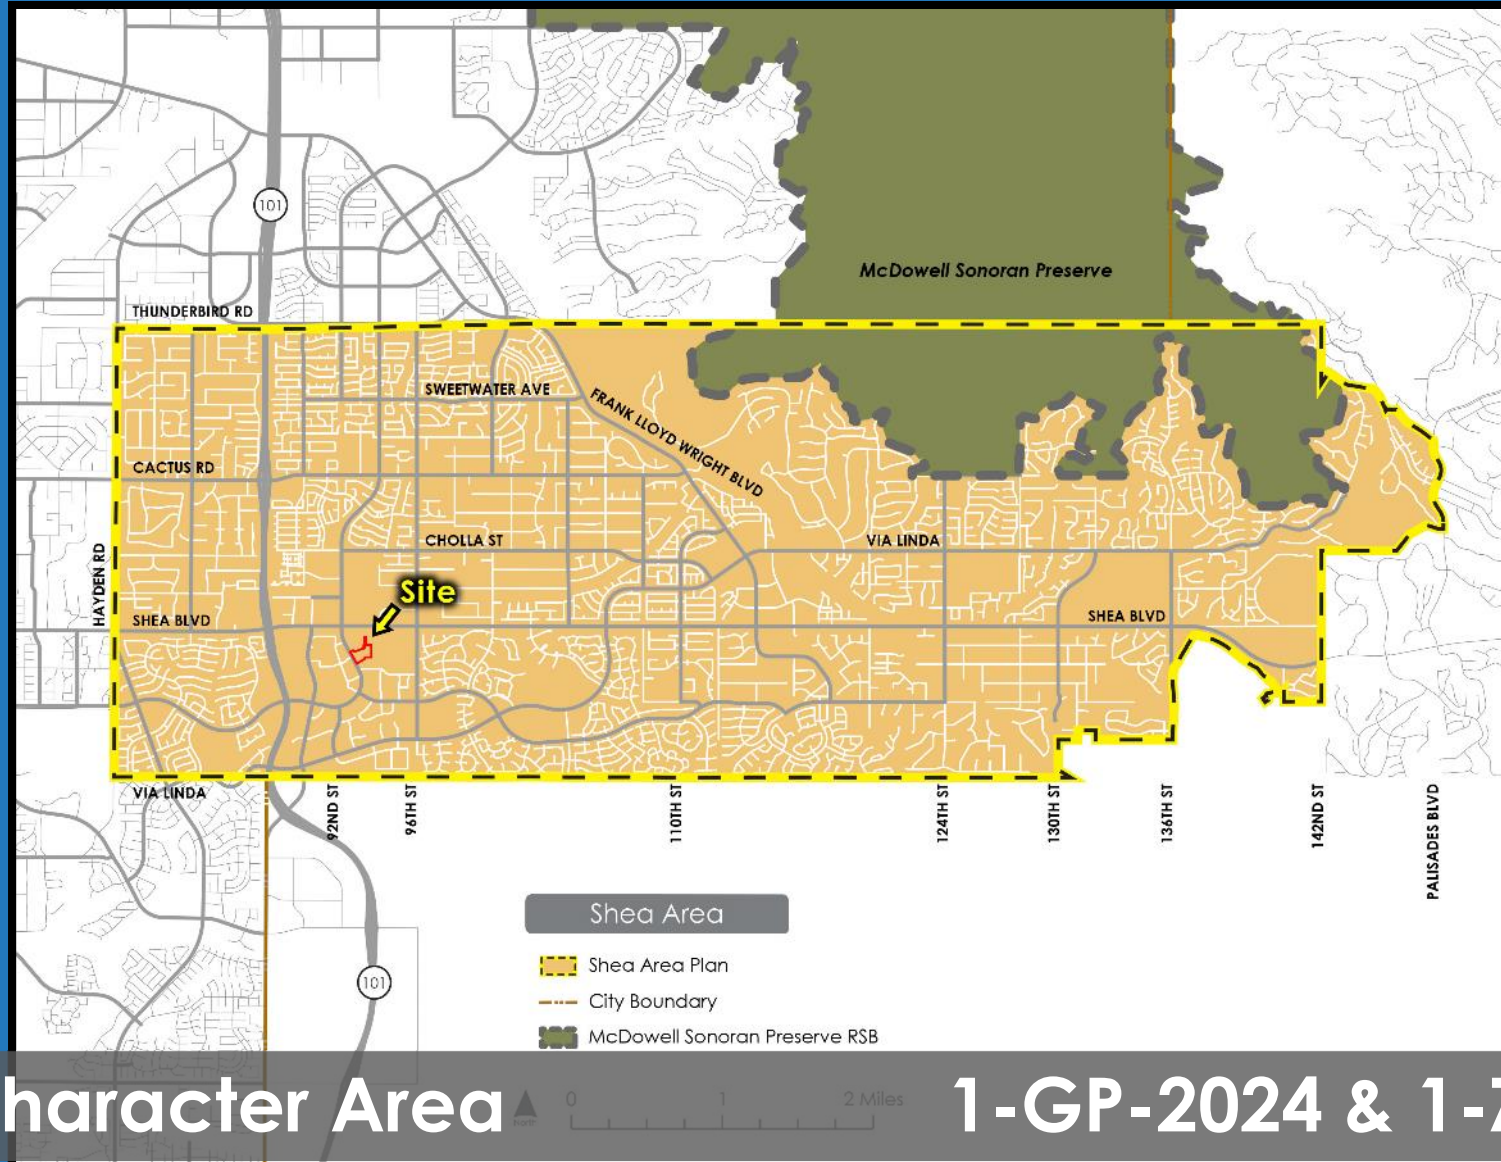 101
McDowell Sonoran Preserve
THUNDERBIRD RD
SWEETWATER AVE
FRANK LLOYD WRIGHT BLVD
CACTUS RD
CHOLLA ST
VIA LINDA
HAYDEN RD
Site
SHEA BLVD
SHEA BLVD
VIA LINDA
92ND ST
96TH ST
110TH ST
124TH ST
130TH ST
136TH ST
142ND ST
PALISADES BLVD
Shea Area
Shea Area Plan
101
City Boundary
McDowell Sonoran Preserve RSB
haracter Area
North
0 1 2 Miles
1-GP-2024 & 1-